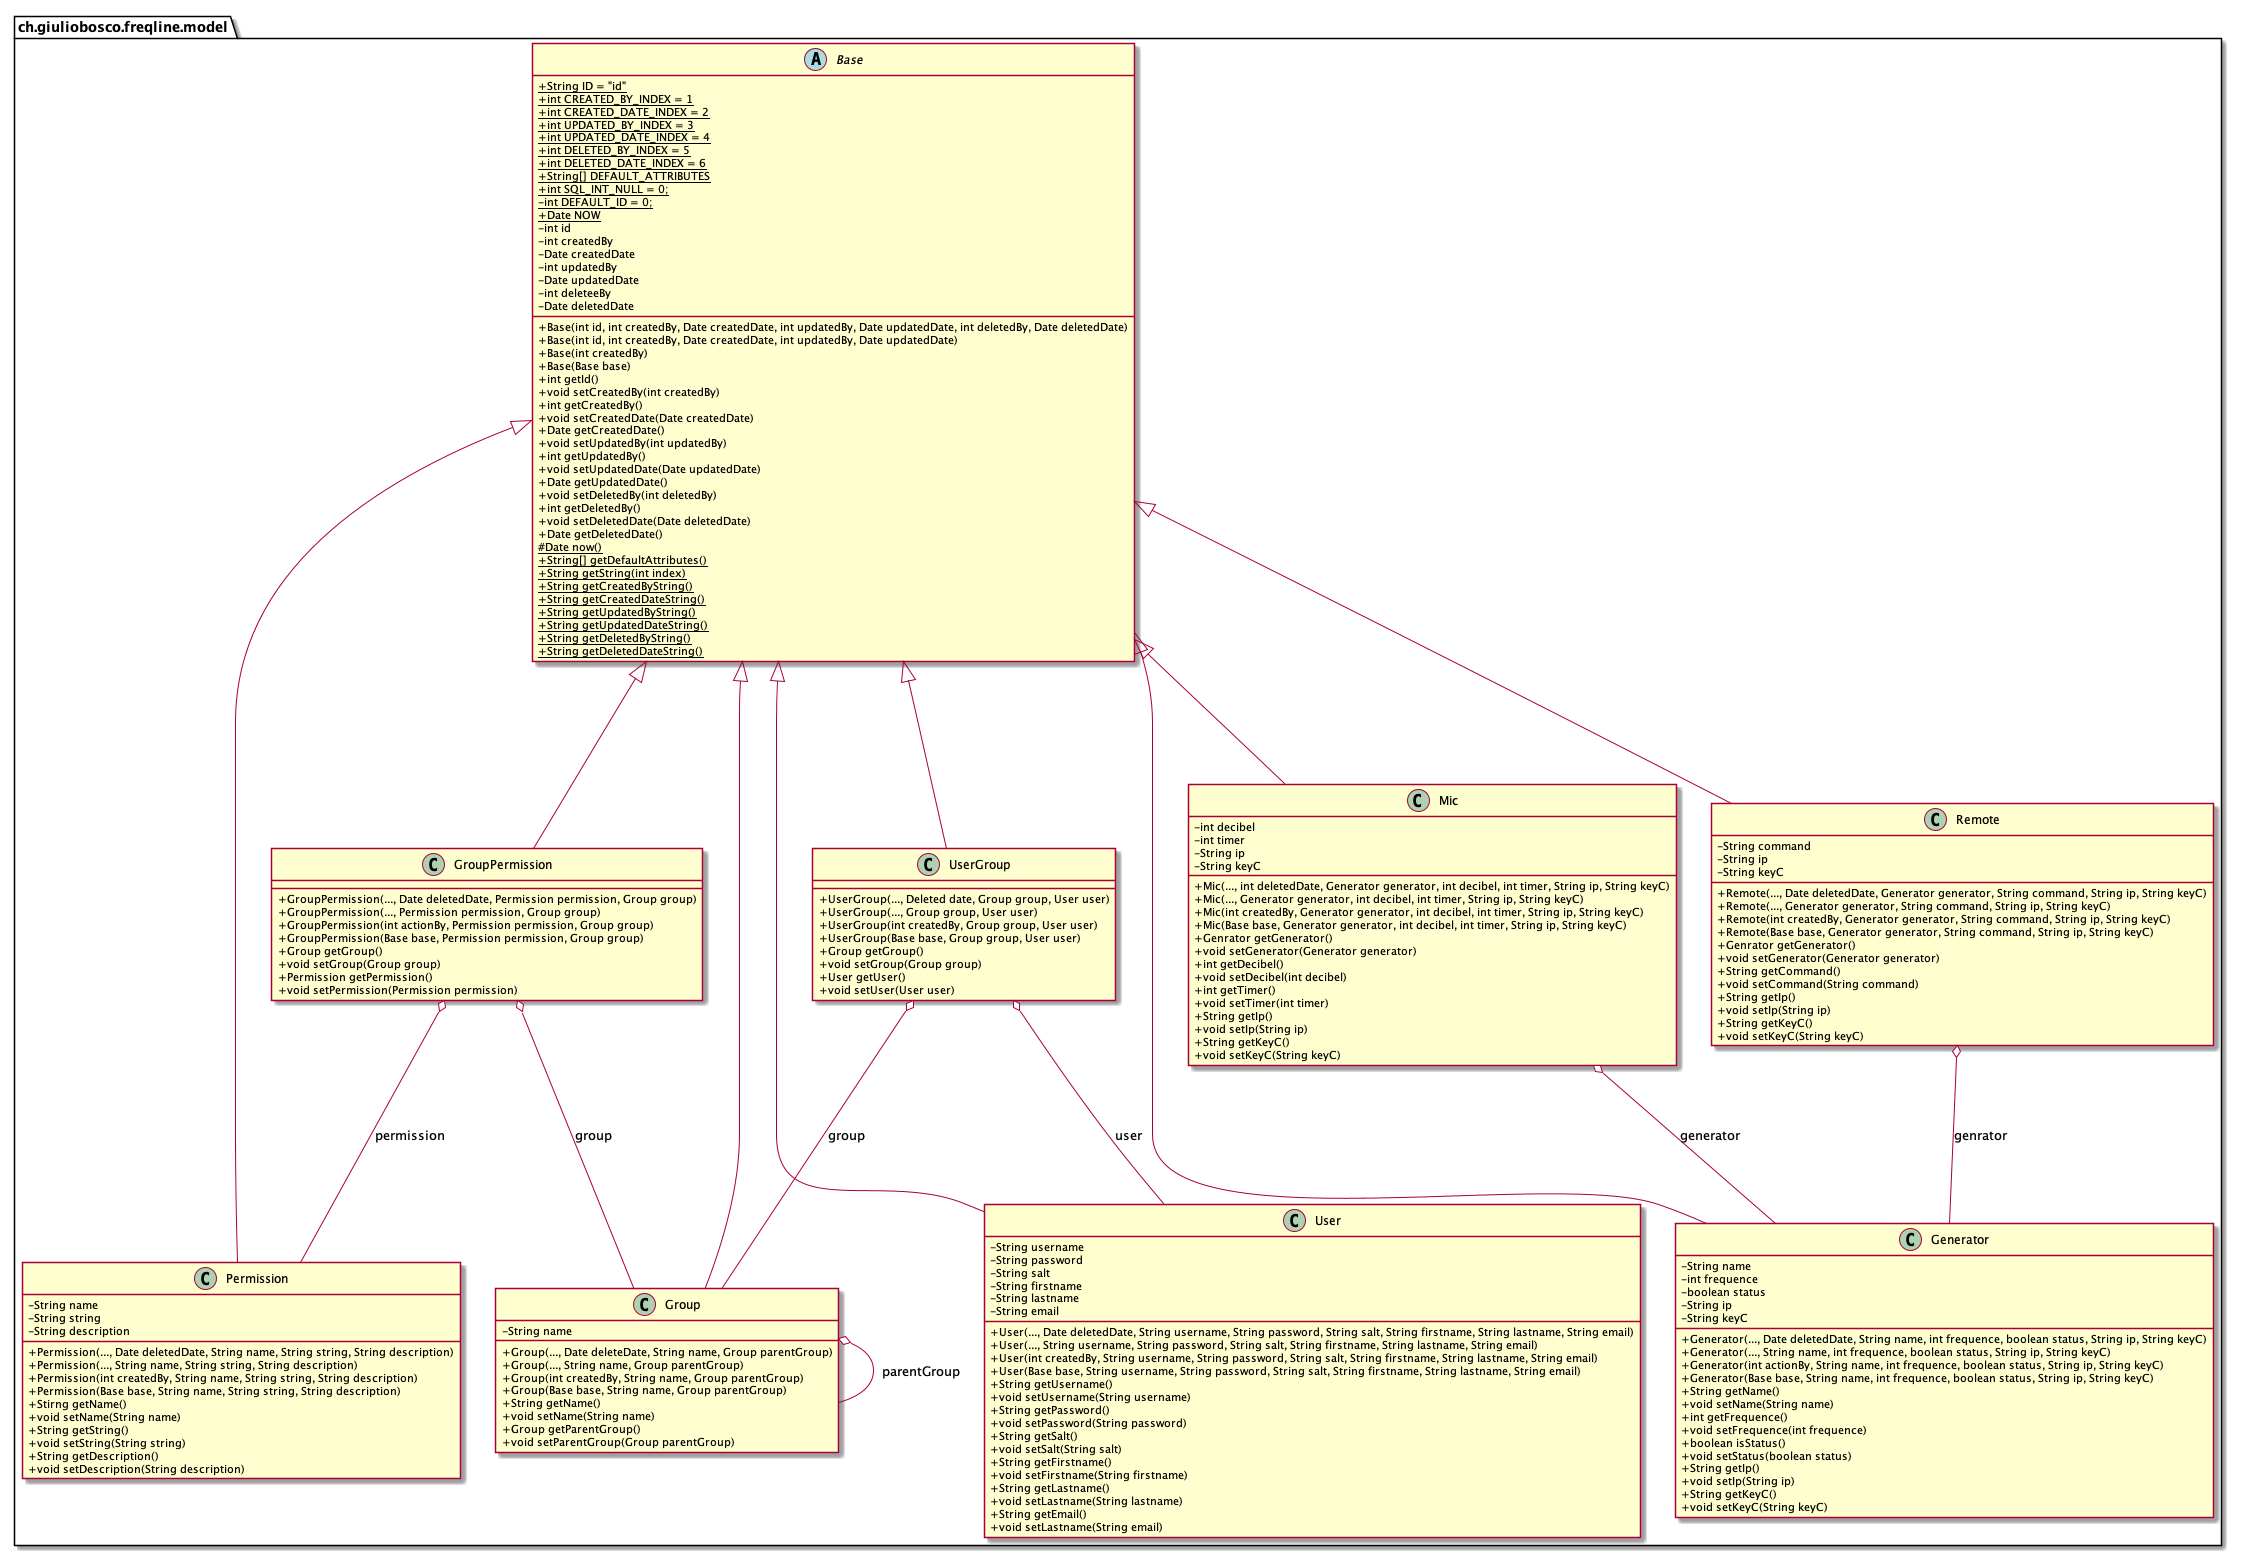 ch.giuliobosco.freqline.model
A Base
+String ID = "id"
+int CREATED_BY_INDEX = 1
+int CREATED_DATE_INDEX = 2
+int UPDATED_BY_INDEX = 3
+int UPDATED_DATE_INDEX = 4
+int DELETED_BY_INDEX = 5
+int DELETED_DATE_INDEX = 6
+String[] DEFAULT_ATTRIBUTES
+int SQL_INT_NULL = 0;
-int DEFAULT_ID = 0;
+Date NOW
-int id
-int createdBy
-Date createdDate
-int updatedBy
-Date updatedDate
-int deleteeBy
-Date deletedDate
+Base(int id, int createdBy, Date createdDate, int updatedBy, Date updatedDate, int deletedBy, Date deletedDate)
+Base(int id, int createdBy, Date createdDate, int updatedBy, Date updatedDate)
+Base(int createdBy)
+Base(Base base)
+int getId()
+void setCreatedBy(int createdBy)
+int getCreatedBy()
+void setCreatedDate(Date createdDate)
+Date getCreatedDate()
+void setUpdatedBy(int updatedBy)
+int getUpdatedBy()
+void setUpdatedDate(Date updatedDate)
+Date getUpdatedDate()
+void setDeletedBy(int deletedBy)
+int getDeletedBy()
+void setDeletedDate(Date deletedDate)
+Date getDeletedDate()
#Date now()
+String[] getDefaultAttributes()
+String getString(int index)
+String getCreatedByString()
+String getCreatedDateString()
+String getUpdatedByString()
+String getUpdatedDateString()
+String getDeletedByString()
+String getDeletedDateString()
C GroupPermission
+GroupPermission(..., Date deletedDate, Permission permission, Group group)
+GroupPermission(..., Permission permission, Group group)
+GroupPermission(int actionBy, Permission permission, Group group)
+GroupPermission(Base base, Permission permission, Group group)
+Group getGroup()
+void setGroup(Group group)
+Permission getPermission()
+void setPermission(Permission permission)
C UserGroup
+UserGroup(..., Deleted date, Group group, User user)
+UserGroup(..., Group group, User user)
+UserGroup(int createdBy, Group group, User user)
+UserGroup(Base base, Group group, User user)
+Group getGroup()
+void setGroup(Group group)
+User getUser()
+void setUser(User user)
C Mic
-int decibel
-int timer
-String ip
-String keyC
+Mic(..., int deletedDate, Generator generator, int decibel, int timer, String ip, String keyC)
+Mic(..., Generator generator, int decibel, int timer, String ip, String keyC)
+Mic(int createdBy, Generator generator, int decibel, int timer, String ip, String keyC)
+Mic(Base base, Generator generator, int decibel, int timer, String ip, String keyC)
+Genrator getGenerator()
+void setGenerator(Generator generator)
+int getDecibel()
+void setDecibel(int decibel)
+int getTimer()
+void setTimer(int timer)
+String getIp()
+void setIp(String ip)
+String getKeyC()
+void setKeyC(String keyC)
C Remote
-String command
-String ip
-String keyC
+Remote(..., Date deletedDate, Generator generator, String command, String ip, String keyC)
+Remote(..., Generator generator, String command, String ip, String keyC)
+Remote(int createdBy, Generator generator, String command, String ip, String keyC)
+Remote(Base base, Generator generator, String command, String ip, String keyC)
+Genrator getGenerator()
+void setGenerator(Generator generator)
+String getCommand()
+void setCommand(String command)
+String getIp()
+void setIp(String ip)
+String getKeyC()
+void setKeyC(String keyC)
permission
group
group
user
generator
genrator
C Permission
-String name
-String string
-String description
+Permission(..., Date deletedDate, String name, String string, String description)
+Permission(..., String name, String string, String description)
+Permission(int createdBy, String name, String string, String description)
+Permission(Base base, String name, String string, String description)
+Stirng getName()
+void setName(String name)
+String getString()
+void setString(String string)
+String getDescription()
+void setDescription(String description)
C Group
-String name
+Group(..., Date deleteDate, String name, Group parentGroup)
+Group(..., String name, Group parentGroup)
+Group(int createdBy, String name, Group parentGroup)
+Group(Base base, String name, Group parentGroup)
+String getName()
+void setName(String name)
+Group getParentGroup()
+void setParentGroup(Group parentGroup)
parentGroup
C User
-String username
-String password
-String salt
-String firstname
-String lastname
-String email
+User(..., Date deletedDate, String username, String password, String salt, String firstname, String lastname, String email)
+User(..., String username, String password, String salt, String firstname, String lastname, String email)
+User(int createdBy, String username, String password, String salt, String firstname, String lastname, String email)
+User(Base base, String username, String password, String salt, String firstname, String lastname, String email)
+String getUsername()
+void setUsername(String username)
+String getPassword()
+void setPassword(String password)
+String getSalt()
+void setSalt(String salt)
+String getFirstname()
+void setFirstname(String firstname)
+String getLastname()
+void setLastname(String lastname)
+String getEmail()
+void setLastname(String email)
C Generator
-String name
-int frequence
-boolean status
-String ip
-String keyC
+Generator(..., Date deletedDate, String name, int frequence, boolean status, String ip, String keyC)
+Generator(..., String name, int frequence, boolean status, String ip, String keyC)
+Generator(int actionBy, String name, int frequence, boolean status, String ip, String keyC)
+Generator(Base base, String name, int frequence, boolean status, String ip, String keyC)
+String getName()
+void setName(String name)
+int getFrequence()
+void setFrequence(int frequence)
+boolean isStatus()
+void setStatus(boolean status)
+String getIp()
+void setIp(String ip)
+String getKeyC()
+void setKeyC(String keyC)